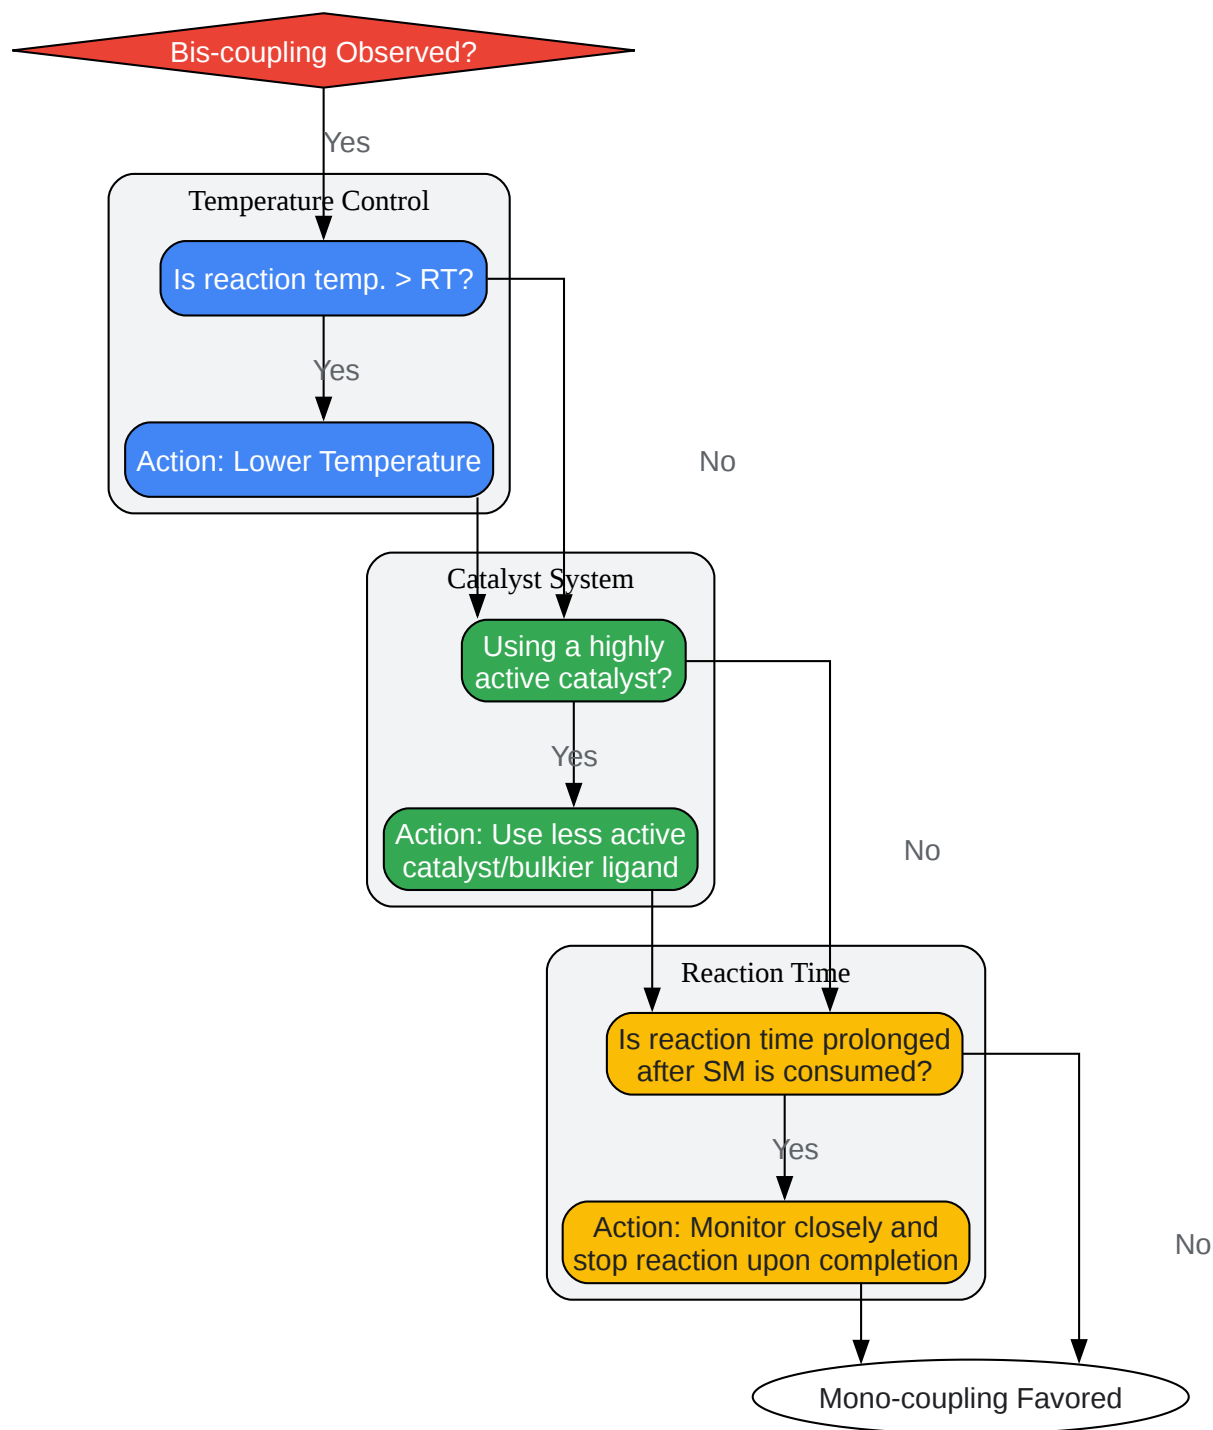 Bis-coupling Observed?
Yes
Temperature Control
Is reaction temp. > RT?
Yes
Action: Lower Temperature
No
Catalyst System
Using a highly
active catalyst?
Yes
Action: Use less active
catalyst/bulkier ligand
No
Reaction Time
Is reaction time prolonged
after SM is consumed?
Yes
Action: Monitor closely and
stop reaction upon completion
No
Mono-coupling Favored